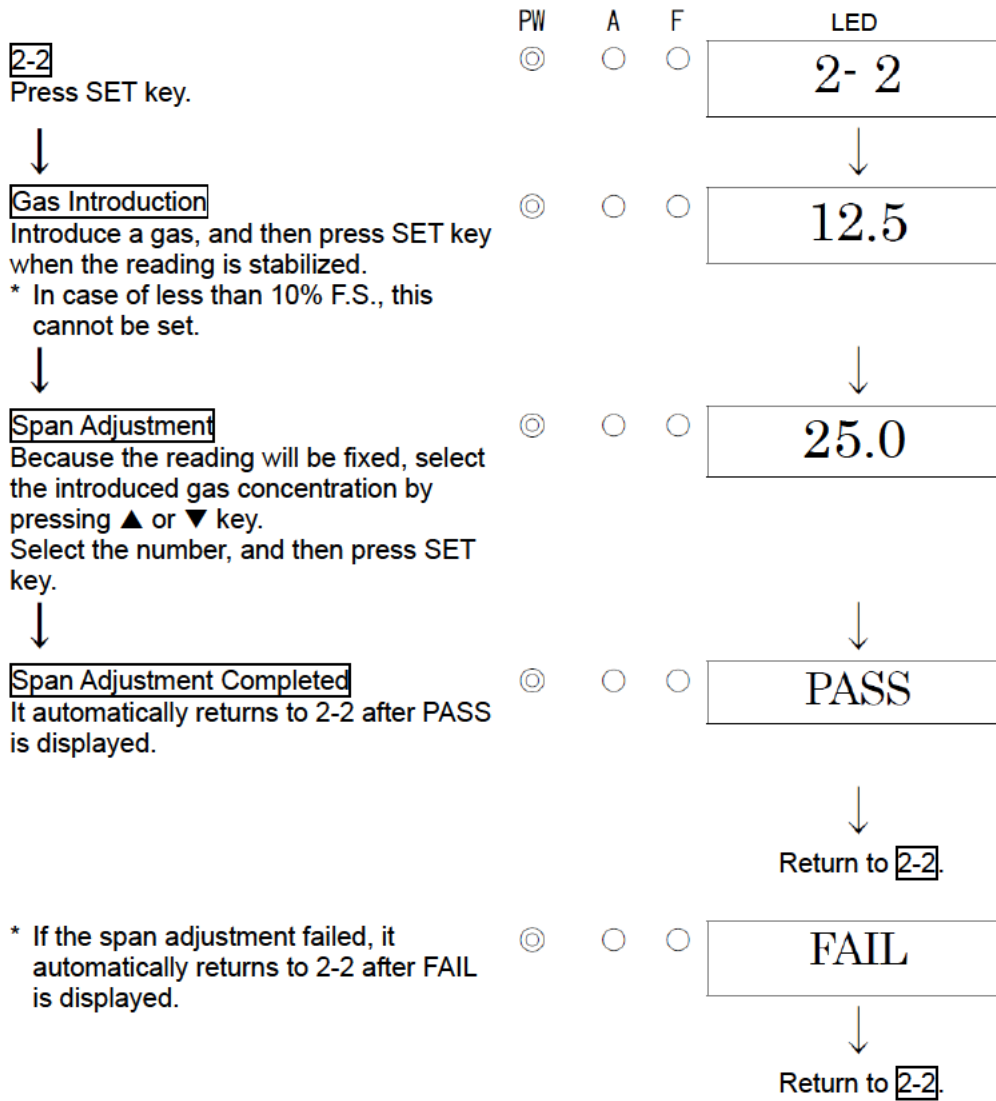 PW A F LED
2-2
2- 2
Press SET key.
Gas Introduction
12.5
Introduce a gas, and then press SET key
when the reading is stabilized.
* In case of less than 10% F.S., this
cannot be set.
Span Adjustment
25.0
Because the reading will be fixed, select
the introduced gas concentration by
pressing ▲ or ▼ key.
Select the number, and then press SET
key.
Span Adjustment Completed
PASS
It automatically returns to 2-2 after PASS
is displayed.
Return to 2-2.
* If the span adjustment failed, it
automatically returns to 2-2 after FAIL
is displayed.
FAIL
Return to 2-2.